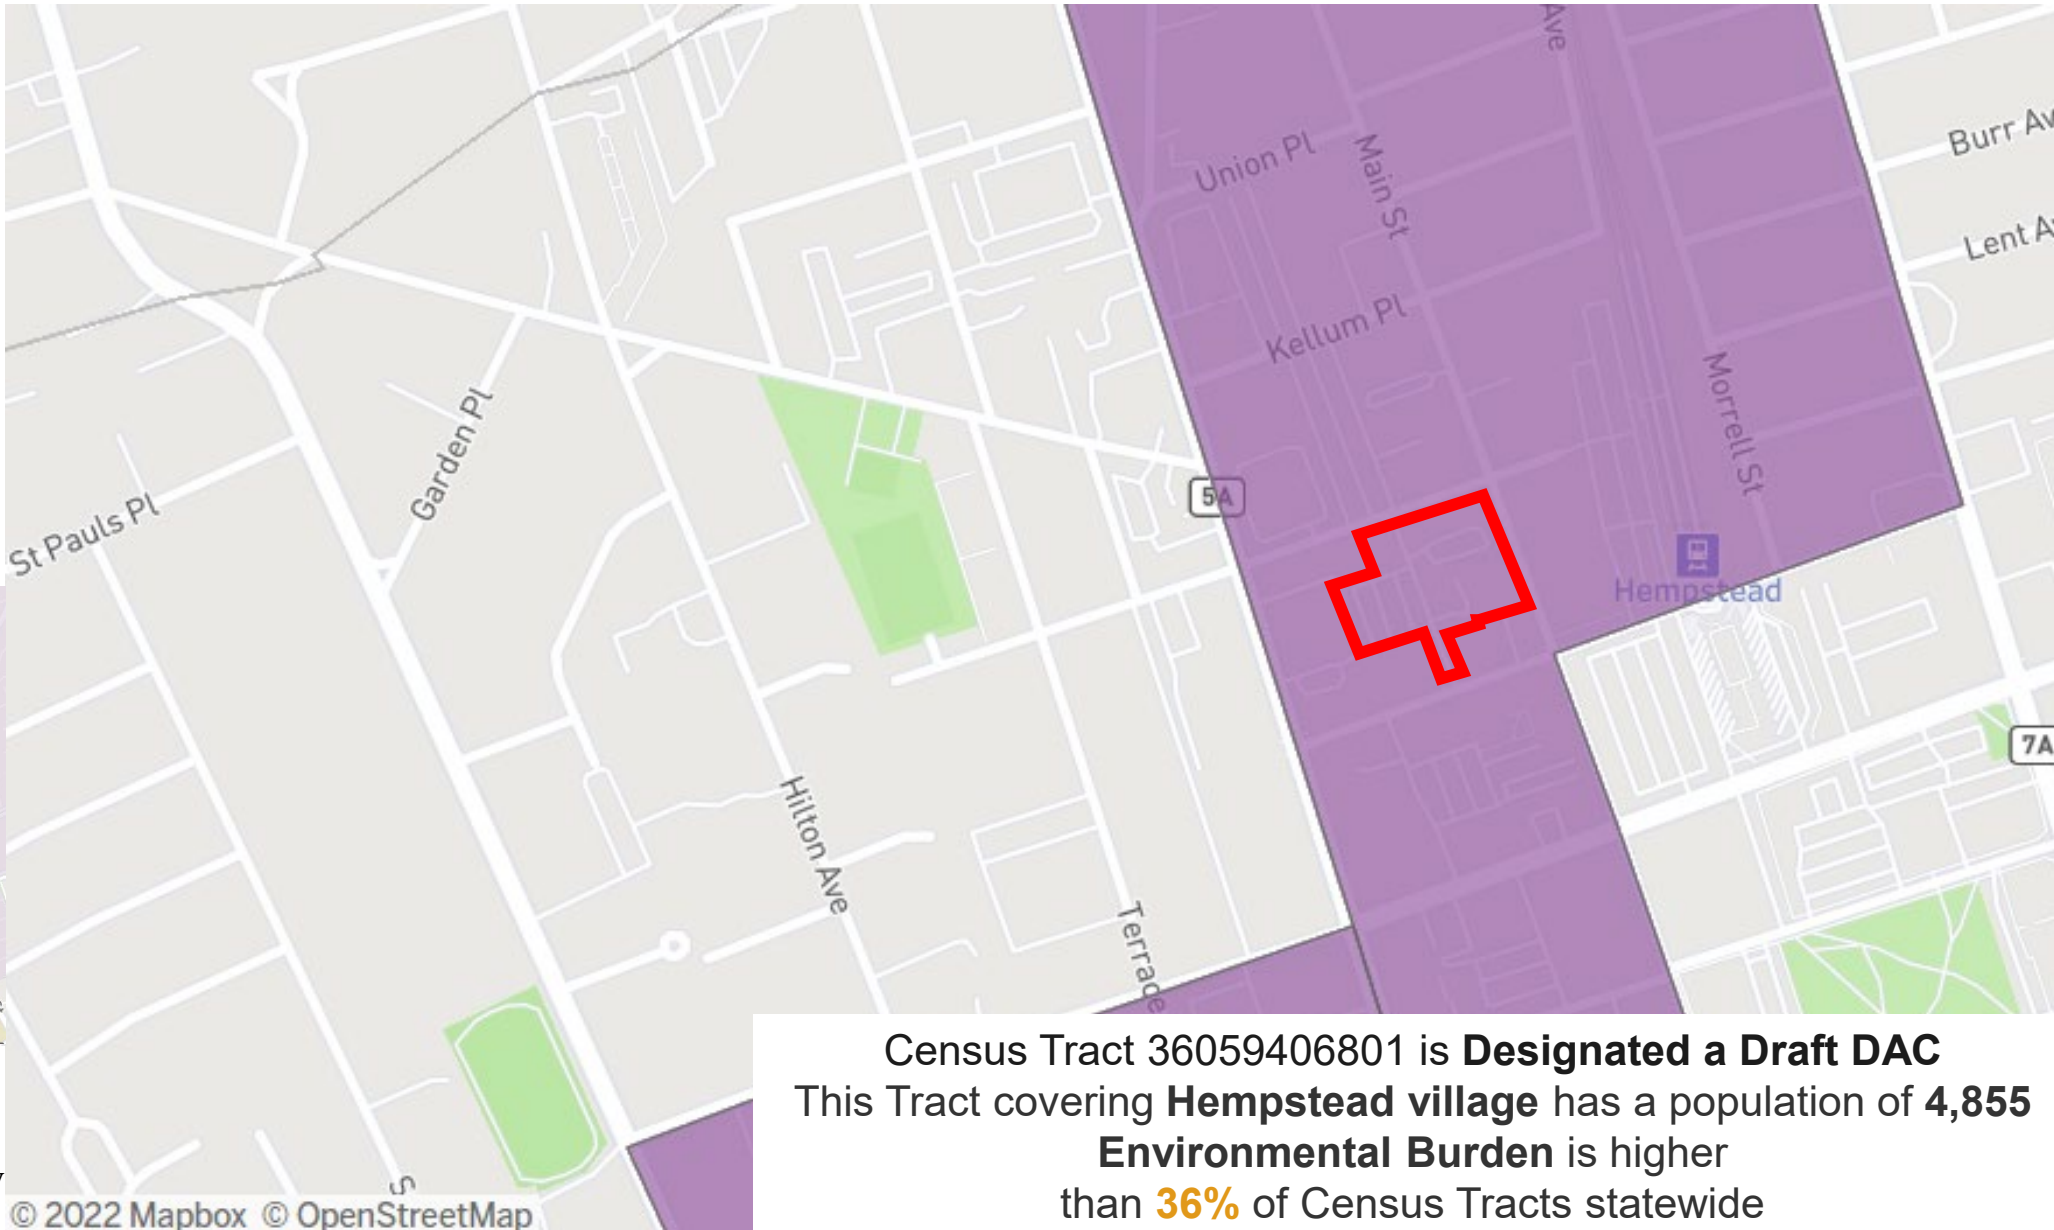 Ave
Burr Av
Union Pl
Main St
Lent A
Kellum Pl
Morrell St
Garden Pl
5A
St Pauls Pl
Hempstead
7A
Hilton Ave
Terrace
S
Census Tract 36059406801 is Designated a Draft DAC
This Tract covering Hempstead village has a population of 4,855
Environmental Burden is higher
than 36% of Census Tracts statewide
© 2022 Mapbox © OpenStreetMap